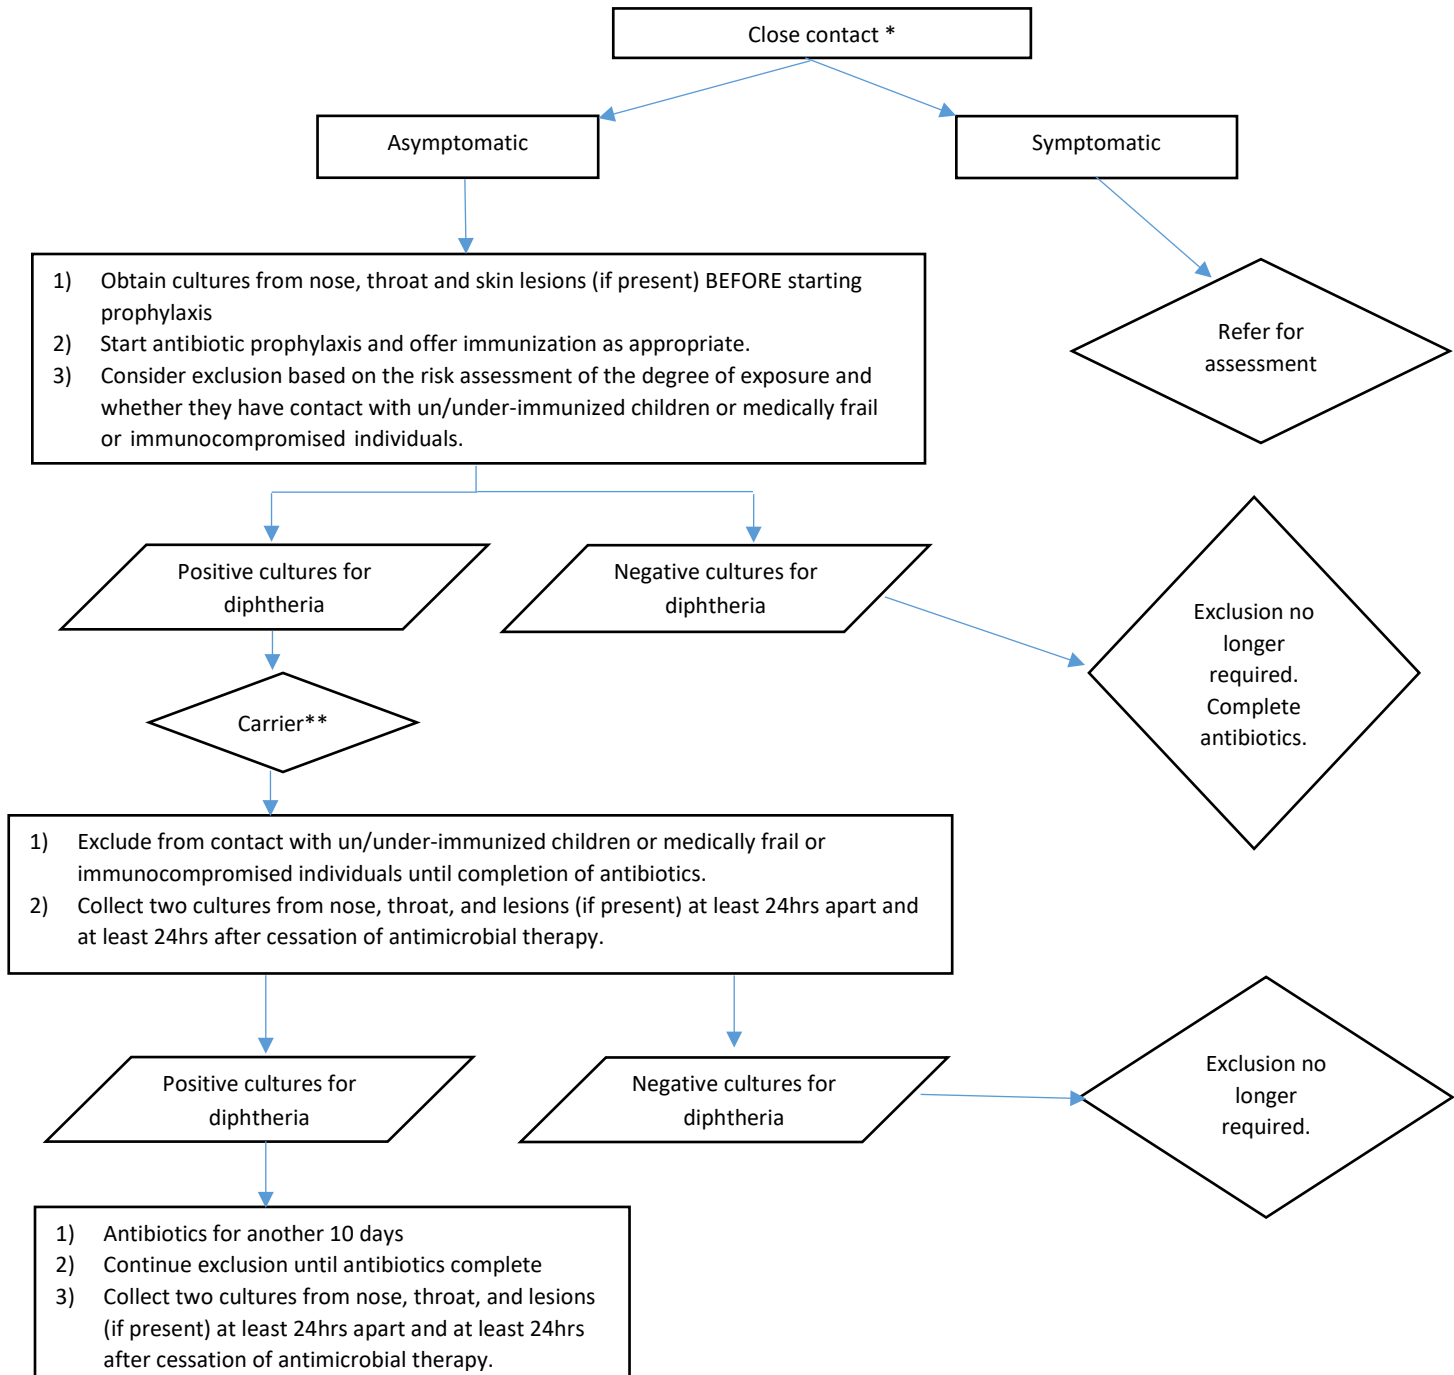 Close contact *
Asymptomatic
Symptomatic
1) Obtain cultures from nose, throat and skin lesions (if present) BEFORE starting
prophylaxis
2) Start antibiotic prophylaxis and offer immunization as appropriate.
3) Consider exclusion based on the risk assessment of the degree of exposure and
whether they have contact with un/under-immunized children or medically frail
or immunocompromised individuals.
Refer for
assessment
Positive cultures for
diphtheria
Negative cultures for
diphtheria
Exclusion no
longer
required.
Complete
antibiotics.
Carrier**
1) Exclude from contact with un/under-immunized children or medically frail or
immunocompromised individuals until completion of antibiotics.
2) Collect two cultures from nose, throat, and lesions (if present) at least 24hrs apart and
at least 24hrs after cessation of antimicrobial therapy.
Positive cultures for
diphtheria
Negative cultures for
diphtheria
Exclusion no
longer
required.
1) Antibiotics for another 10 days
2) Continue exclusion until antibiotics complete
3) Collect two cultures from nose, throat, and lesions
(if present) at least 24hrs apart and at least 24hrs
after cessation of antimicrobial therapy.